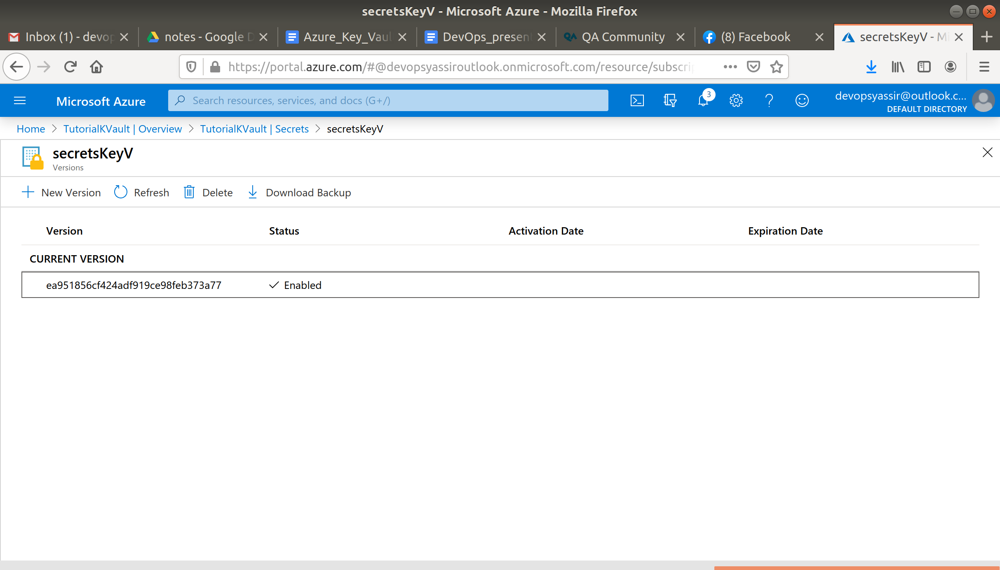 secretsKeyV - Microsoft Azure - Mozilla Firefox
Inbox (1) - devop
notes - Google D
Azure_Key_Vaul
DevOps_present
QA Community
(8) Facebook
secretsKeyV - Mi
https://portal.azure.com/#@devopsyassiroutlook.onmicrosoft.com/resource/subscrip
Microsoft Azure
Search resources, services, and docs (G+/)
3
devopsyassir@outlook.c...
DEFAULT DIRECTORY
Home > TutorialKVault | Overview > TutorialKVault | Secrets > secretsKeyV
secretsKeyV
Versions
New Version
Refresh
Delete
Download Backup
Version Status Activation Date Expiration Date
CURRENT VERSION
ea951856cf424adf919ce98feb373a77 Enabled